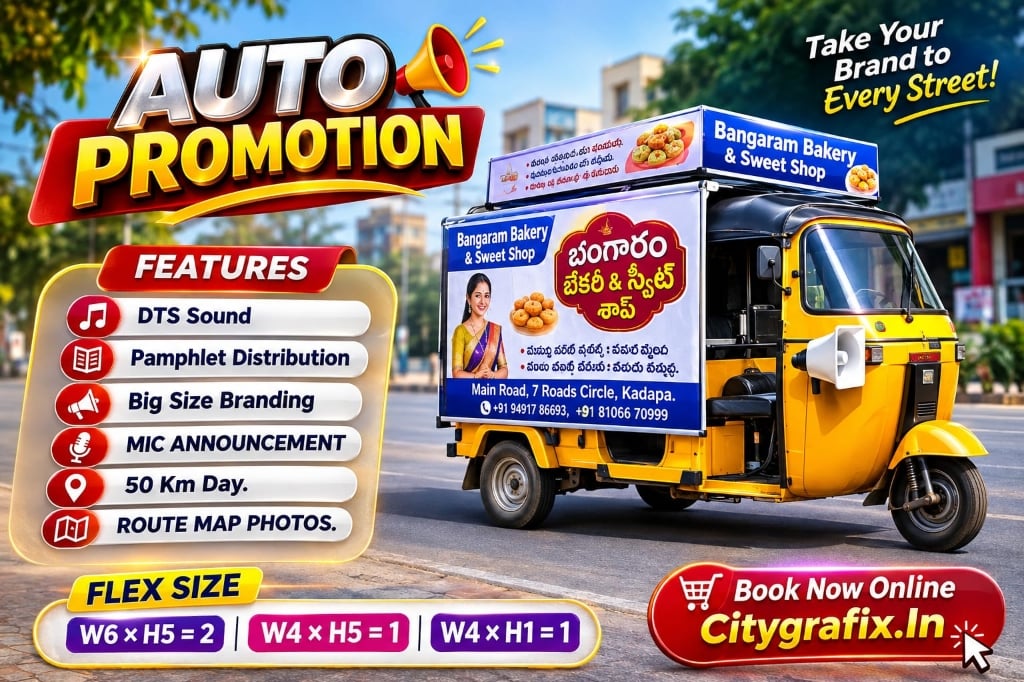 AUTO
PROMOTION
Take Your
Brand to
Every Street!
FEATURES
DTS Sound
Pamphlet Distribution
Big Size Branding
MIC ANNOUNCEMENT
50 Km Day.
ROUTE MAP PHOTOS.
FLEX SIZE
W6 × H5 = 2
W4 × H5 = 1
W4 × H1 = 1
Bangaram Bakery
& Sweet Shop
Bangaram Bakery
& Sweet Shop
బంగారం
బేకరీ & స్వీట్
షాప్
Main Road, 7 Roads Circle, Kadapa.
+91 94917 86693, +91 81066 70999
Book Now Online
Citygrafix.In